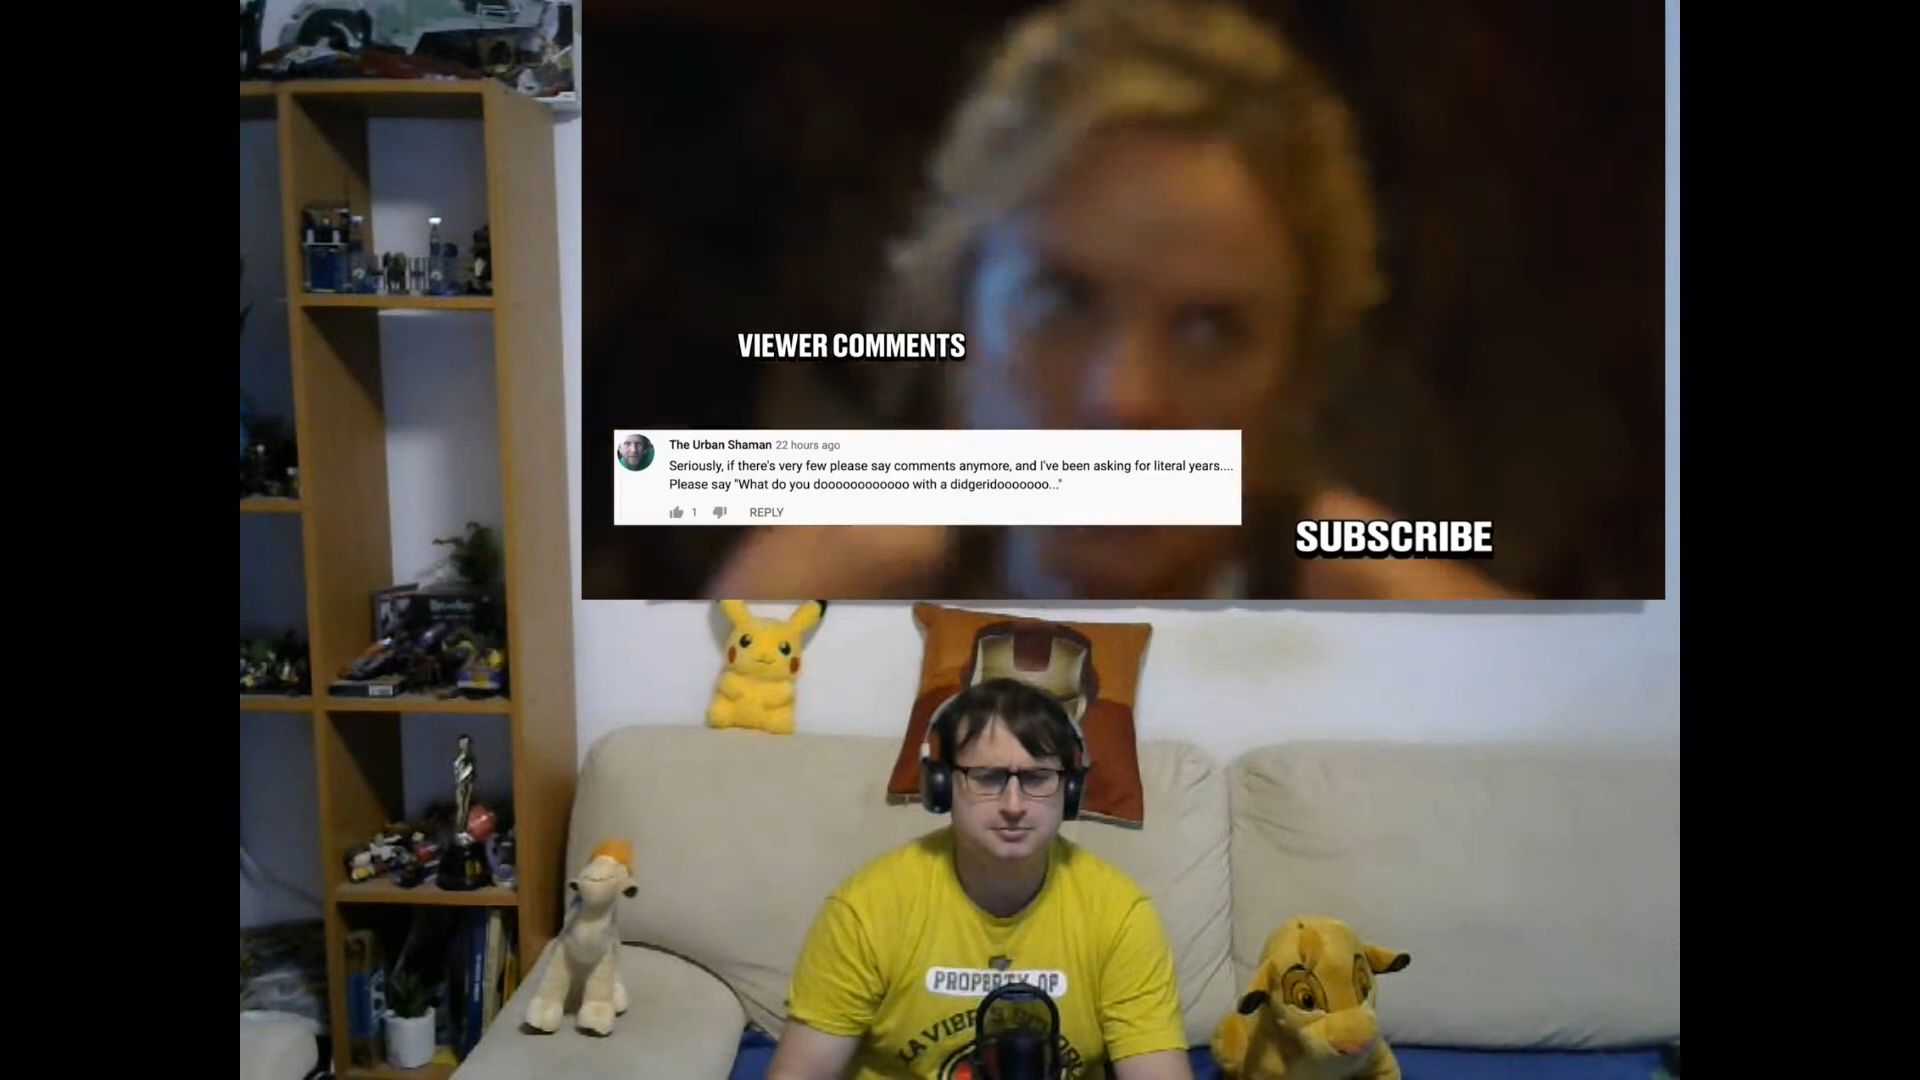 VIEWER COMMENTS
The Urban Shaman 22 hours ago
Seriously, if there's very few please say comments anymore, and I've been asking for literal years....
Please say "What do you doooooooooooo with a didgeridooooooo..."
1 REPLY
SUBSCRIBE
PROPERTY OF